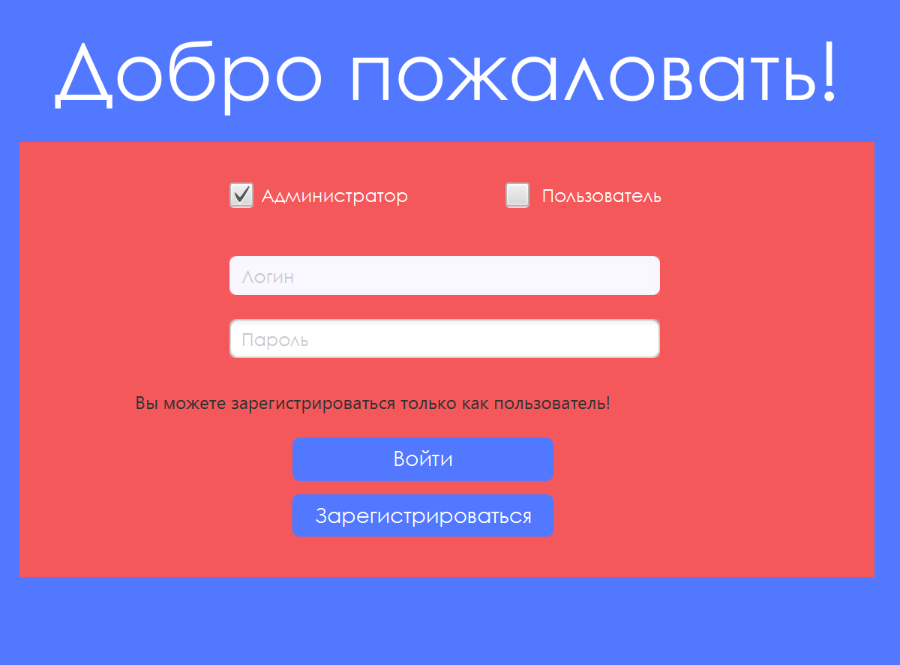 Добро пожаловать!
Администратор
Пользователь
Логин
Пароль
Вы можете зарегистрироваться только как пользователь!
Войти
Зарегистрироваться